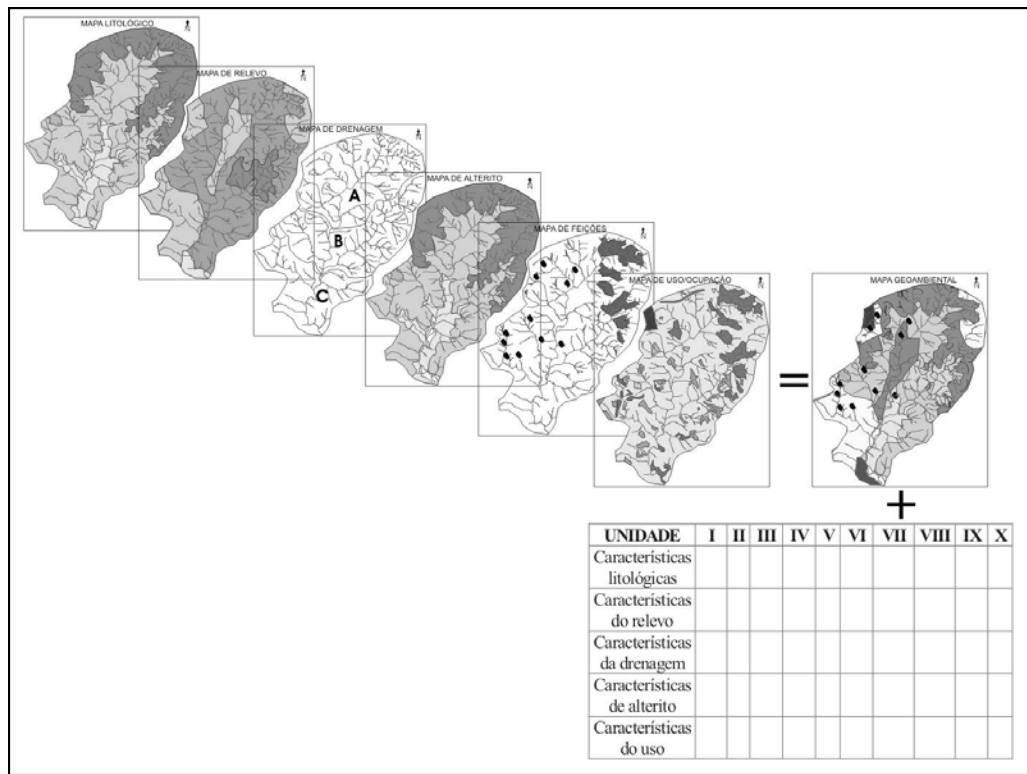 MAPA LITOLÓGICO
N
MAPA DE RELEVO
N
MAPA DE DRENAGEM
N
A
B
C
MAPA DE ALTERITO
N
MAPA DE FEIÇÕES
N
MAPA DE USO/OCUPAÇÃO
N
=
MAPA GEOAMBIENTAL
N
+
UNIDADE I II III IV V VI VII VIII IX X
Características
litológicas
Características
do relevo
Características
da drenagem
Características
de alterito
Características
do uso